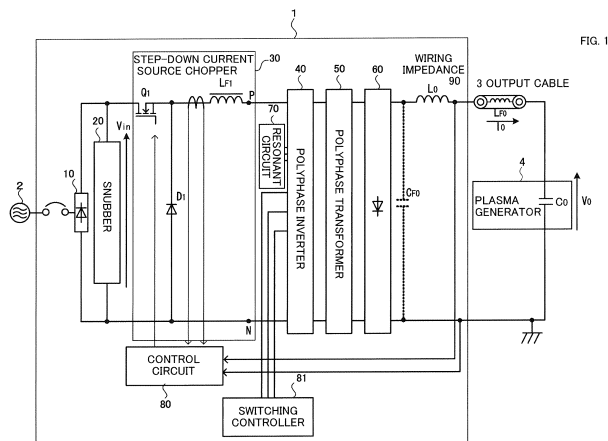 1
FIG. 1
STEP-DOWN CURRENT
SOURCE CHOPPER
30
LF1
P
Q1
40
50
60
WIRING
IMPEDANCE
90
L0
3 OUTPUT CABLE
LF0
I0
20
Vin
10
2
SNUBBER
D1
70
RESONANT
CIRCUIT
POLYPHASE INVERTER
POLYPHASE TRANSFORMER
CF0
4
PLASMA
GENERATOR
C0
V0
N
CONTROL
CIRCUIT
80
81
SWITCHING
CONTROLLER